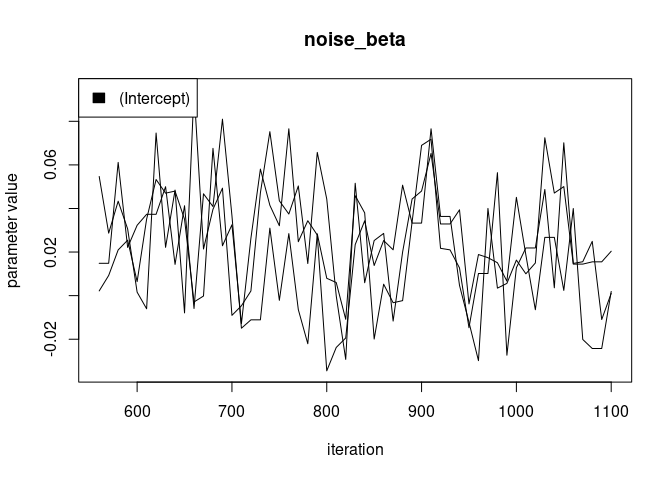 noise_beta
(Intercept)
parameter value
0.06
0.02
-0.02
600 700 800 900 1000 1100
iteration